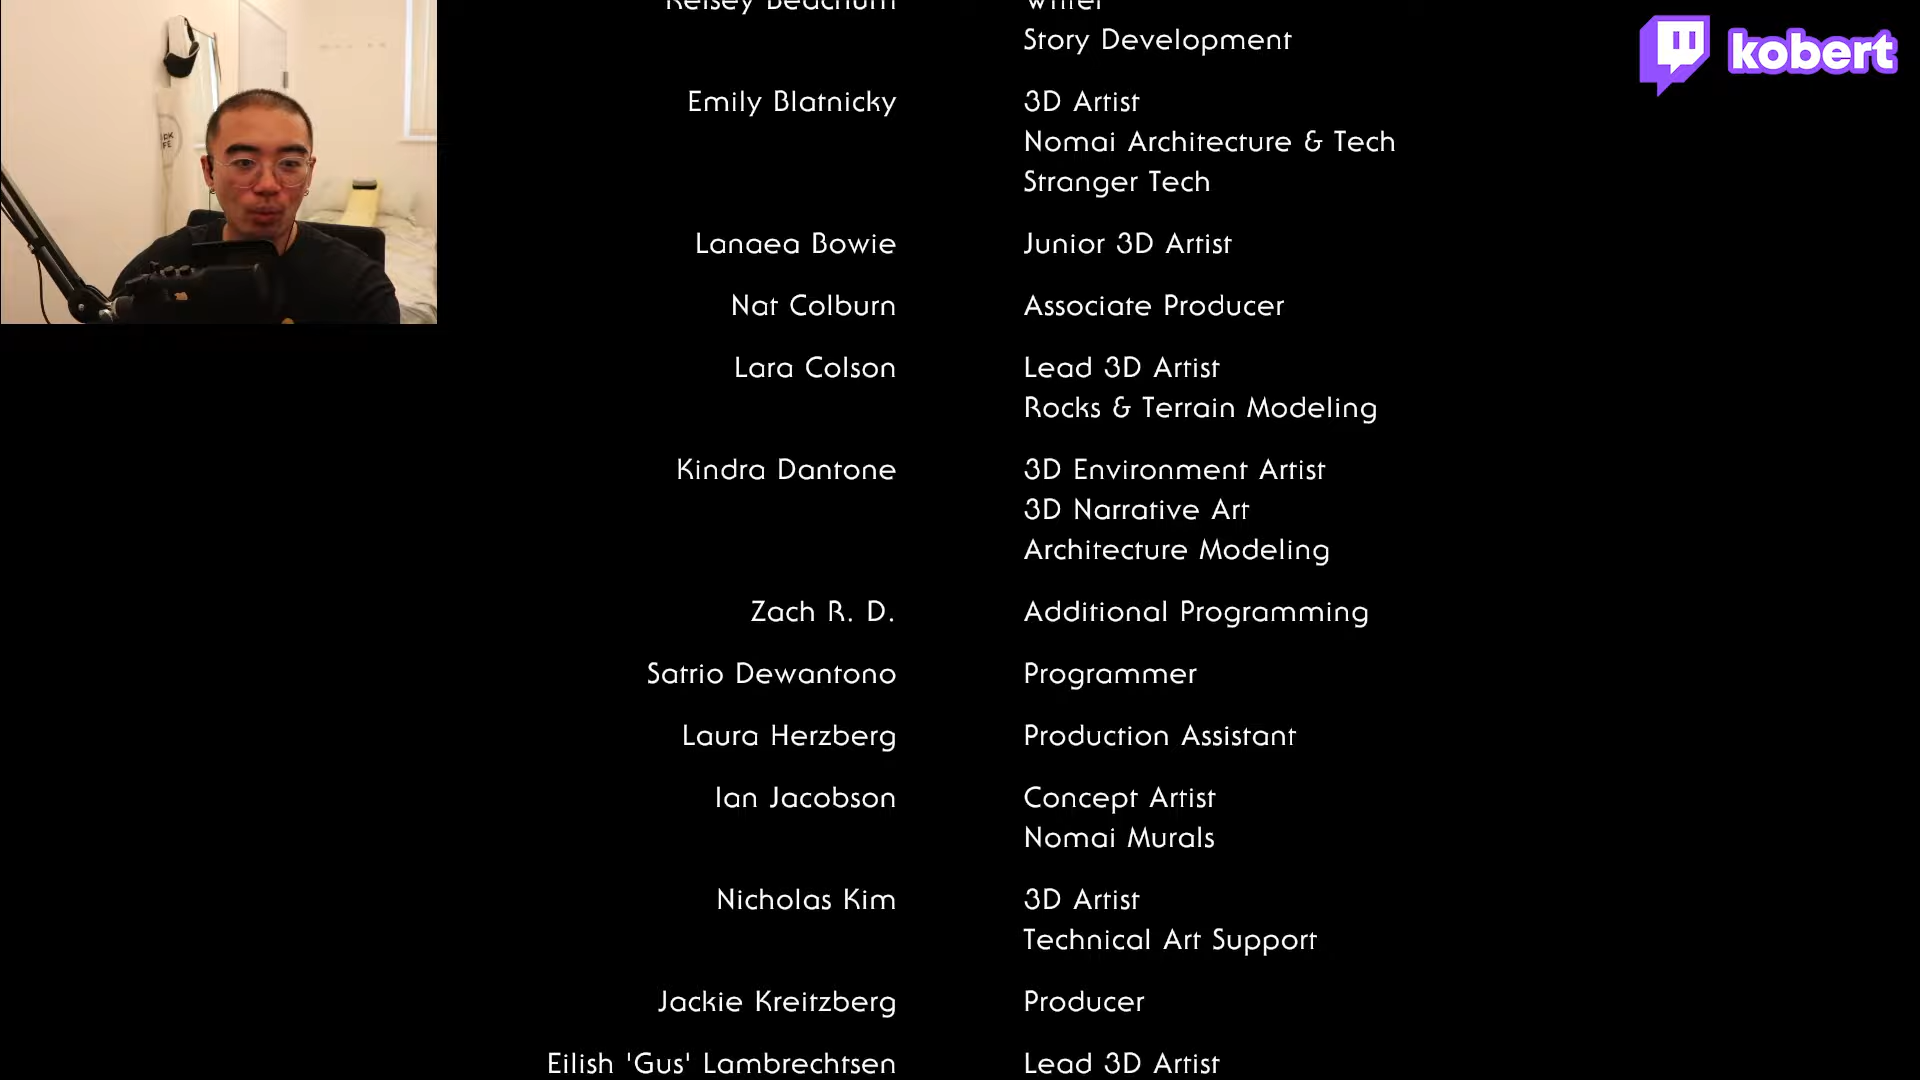 Kelsey Beachum Writer
Story Development
kobert
Emily Blatnicky 3D Artist
Nomai Architecture & Tech
Stranger Tech
Lanaea Bowie Junior 3D Artist
Nat Colburn Associate Producer
Lara Colson Lead 3D Artist
Rocks & Terrain Modeling
Kindra Dantone 3D Environment Artist
3D Narrative Art
Architecture Modeling
Zach R. D. Additional Programming
Satrio Dewantono Programmer
Laura Herzberg Production Assistant
Ian Jacobson Concept Artist
Nomai Murals
Nicholas Kim 3D Artist
Technical Art Support
Jackie Kreitzberg Producer
Eilish 'Gus' Lambrechtsen Lead 3D Artist